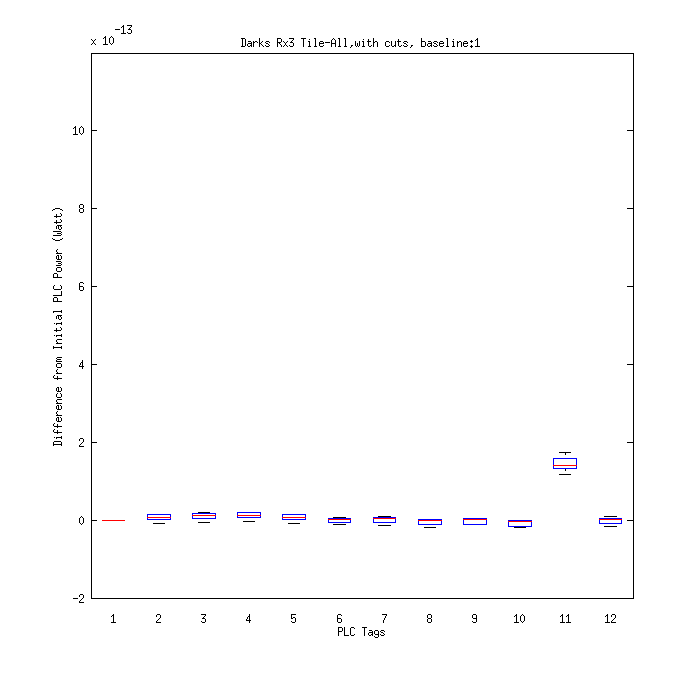 x 10 -13
Darks Rx3 Tile-All,with cuts, baseline:1
Difference from Initial PLC Power (Watt)
10
8
6
4
2
0
-2
1 2 3 4 5 6 7 8 9 10 11 12
PLC Tags